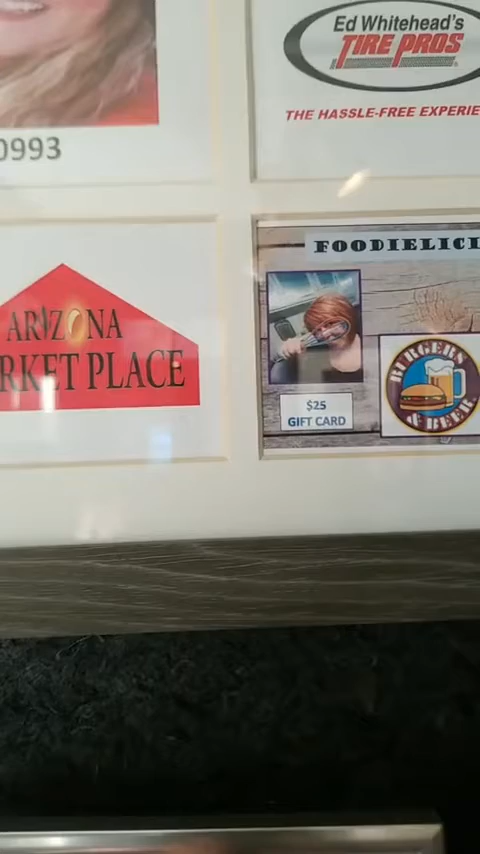 Ed Whitehead's
TIRE PROS
THE HASSLE-FREE EXPERIE
0993
FOODIELICI
ARIZONA
RKET PLACE
BURGERS
& BEER
$25
GIFT CARD